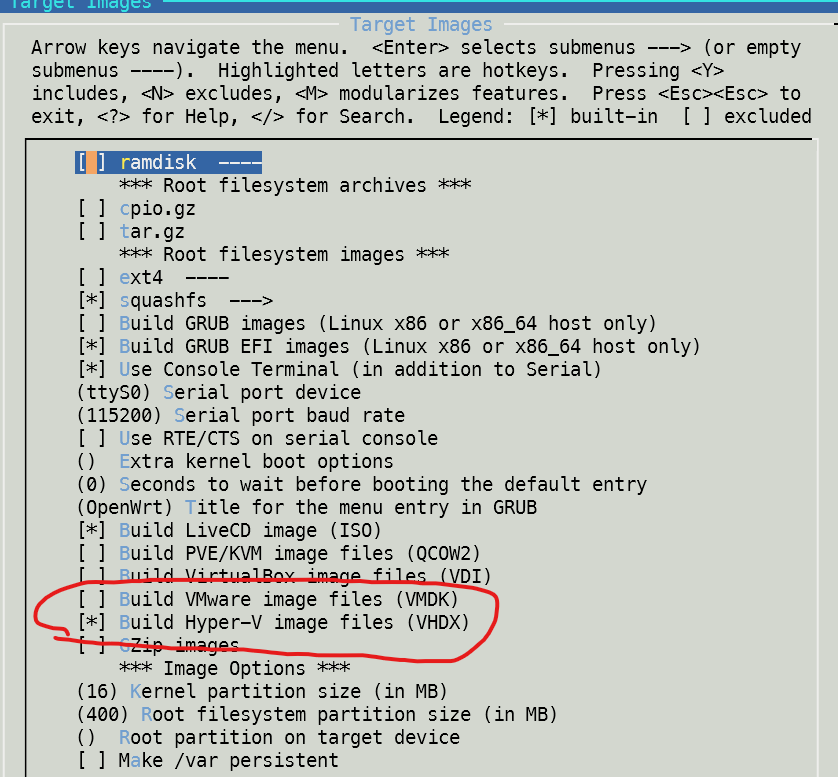 Target Images
Target Images
Arrow keys navigate the menu.  <Enter> selects submenus ---> (or empty
submenus ----).  Highlighted letters are hotkeys.  Pressing <Y>
includes, <N> excludes, <M> modularizes features.  Press <Esc><Esc> to
exit, <?> for Help, </> for Search.  Legend: [*] built-in  [ ] excluded
[ ] ramdisk  ----
*** Root filesystem archives ***
[ ] cpio.gz
[ ] tar.gz
*** Root filesystem images ***
[ ] ext4  ----
[*] squashfs  --->
[ ] Build GRUB images (Linux x86 or x86_64 host only)
[*] Build GRUB EFI images (Linux x86 or x86_64 host only)
[*] Use Console Terminal (in addition to Serial)
(ttyS0) Serial port device
(115200) Serial port baud rate
[ ] Use RTE/CTS on serial console
()  Extra kernel boot options
(0) Seconds to wait before booting the default entry
(OpenWrt) Title for the menu entry in GRUB
[*] Build LiveCD image (ISO)
[ ] Build PVE/KVM image files (QCOW2)
[ ] Build VirtualBox image files (VDI)
[ ] Build VMware image files (VMDK)
[*] Build Hyper-V image files (VHDX)
[ ] GZip images
*** Image Options ***
(16) Kernel partition size (in MB)
(400) Root filesystem partition size (in MB)
()  Root partition on target device
[ ] Make /var persistent